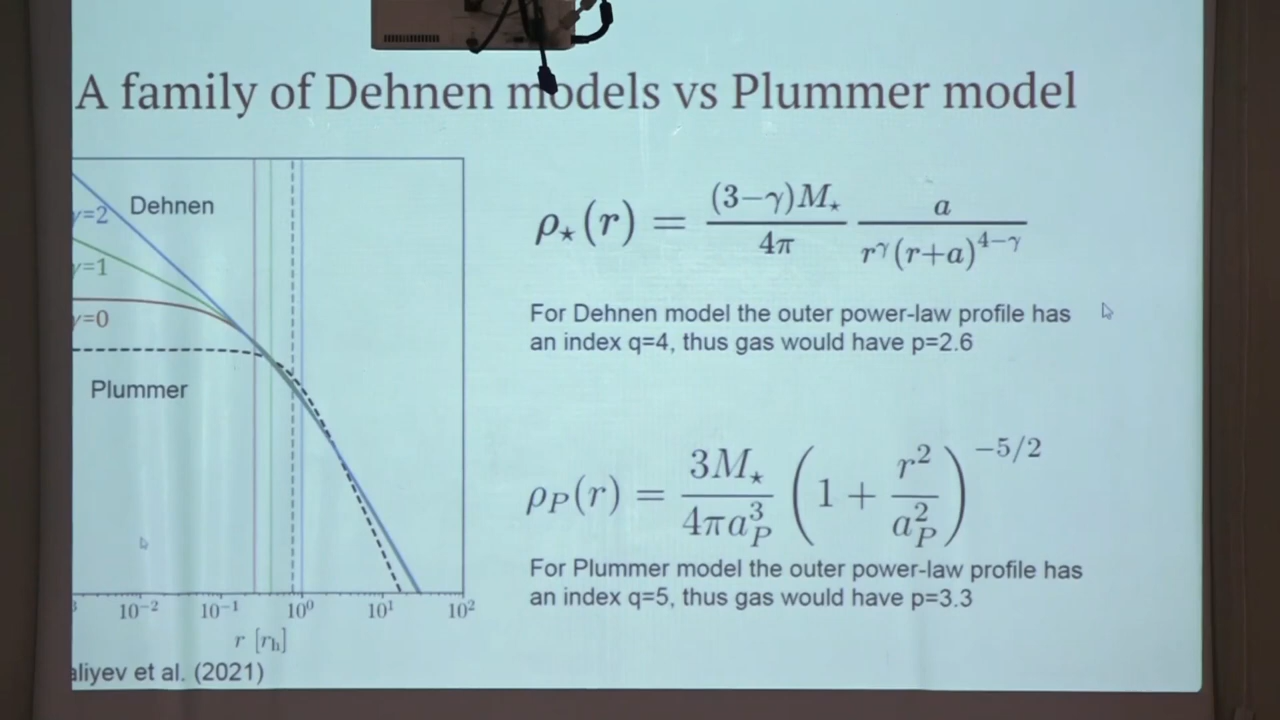 A family of Dehnen models vs Plummer model
Dehnen
γ=2
γ=1
γ=0
Plummer
10⁻² 10⁻¹ 10⁰ 10¹ 10²
r [rₕ]
aliyev et al. (2021)
ρ⋆(r) = (3−γ)M⋆ / 4π a / r^γ(r+a)^{4−γ}
For Dehnen model the outer power-law profile has
an index q=4, thus gas would have p=2.6
ρ_P(r) = 3M⋆ / 4πa_P³ (1 + r² / a_P²)^{−5/2}
For Plummer model the outer power-law profile has
an index q=5, thus gas would have p=3.3